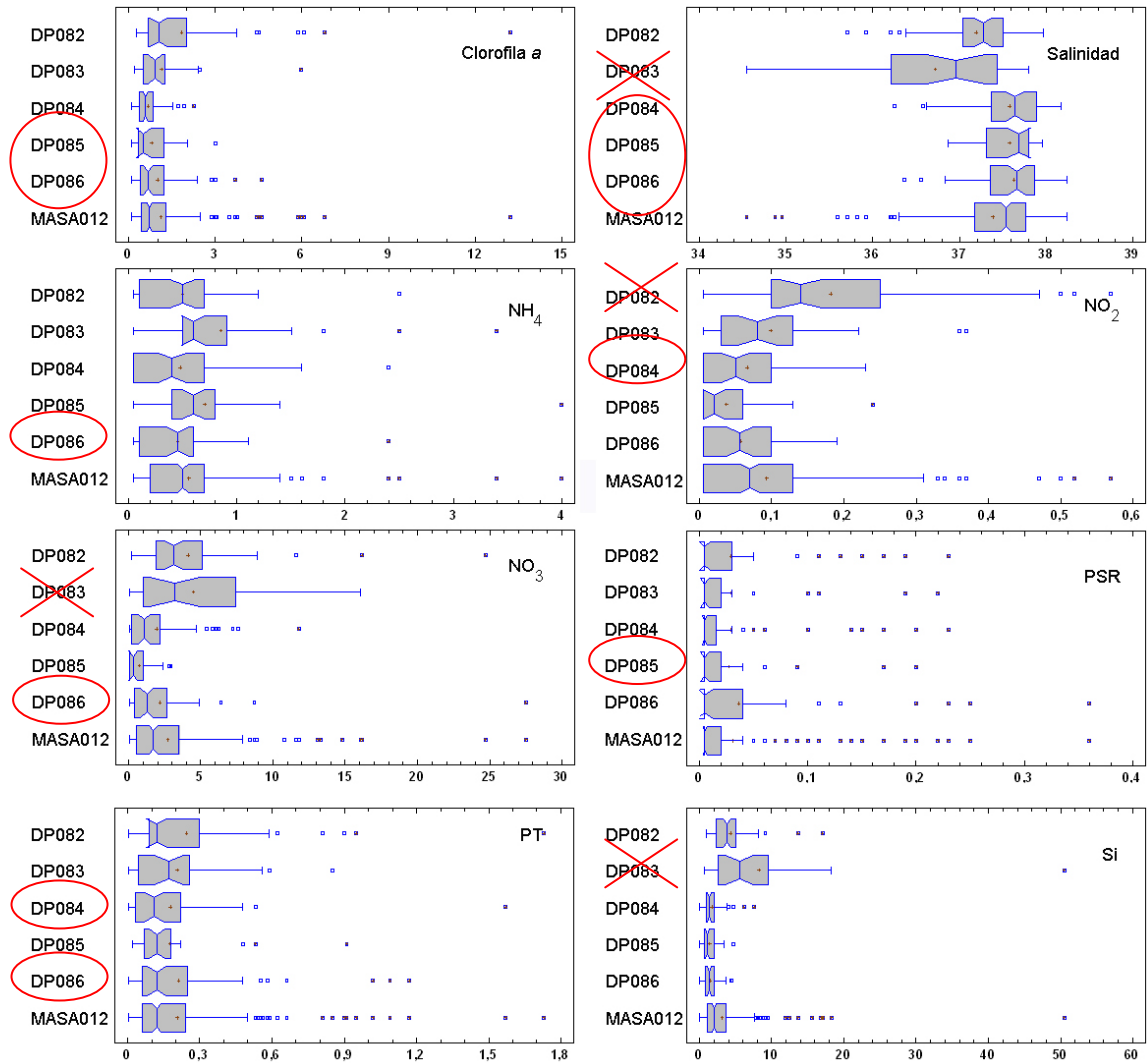 Clorofila a
DP082
DP083
DP084
DP085
DP086
MASA012
0 3 6 9 12 15
Salinidad
DP082
DP083
DP084
DP085
DP086
MASA012
34 35 36 37 38 39
NH4
DP082
DP083
DP084
DP085
DP086
MASA012
0 1 2 3 4
NO2
DP082
DP083
DP084
DP085
DP086
MASA012
0 0,1 0,2 0,3 0,4 0,5 0,6
NO3
DP082
DP083
DP084
DP085
DP086
MASA012
0 5 10 15 20 25 30
PSR
DP082
DP083
DP084
DP085
DP086
MASA012
0 0,1 0,2 0,3 0,4
PT
DP082
DP083
DP084
DP085
DP086
MASA012
0 0,3 0,6 0,9 1,2 1,5 1,8
Si
DP082
DP083
DP084
DP085
DP086
MASA012
0 10 20 30 40 50 60